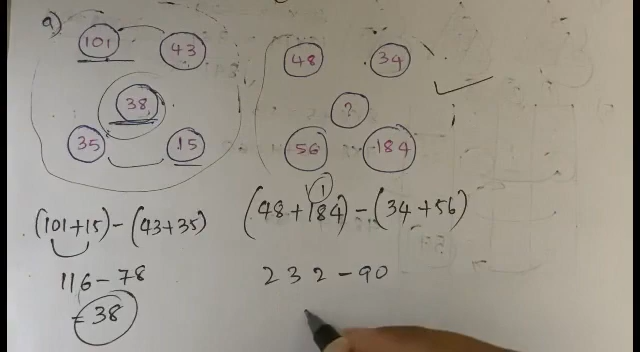 a)
101 43 48 34
38 ?
35 15 56 184
(101+15)-(43+35) (48+184)-(34+56)
116-78 232-90
=38